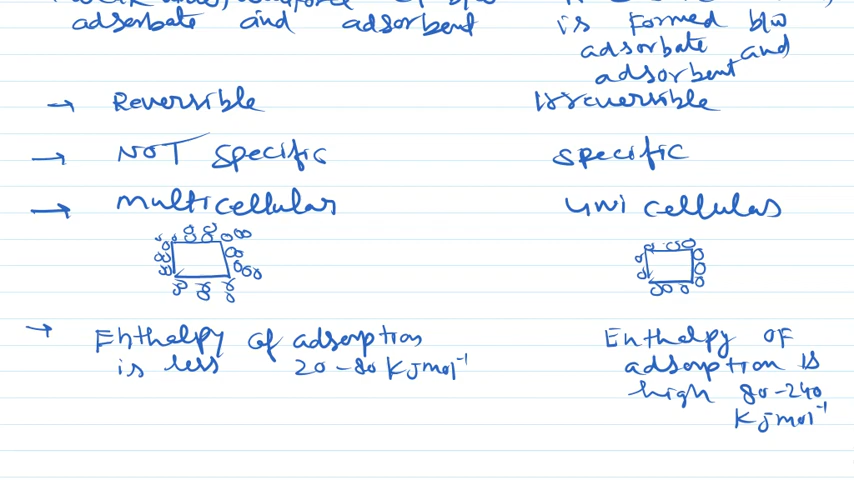 adsorbate and adsorbent
is formed b/w
adsorbate and
adsorbent
→ Reversible
Irreversible
→ NOT specific
specific
→ multicellular
uni cellular
→ Enthalpy of adsorption
is less 20-80 KJmol⁻¹
Enthalpy OF
adsorption is
high 80-240
KJmol⁻¹